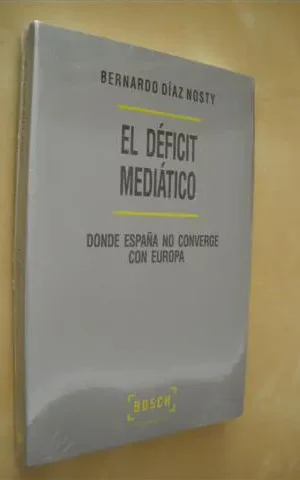 BERNARDO DÍAZ NOSTY
EL DÉFICIT
MEDIÁTICO
DONDE ESPAÑA NO CONVERGE
CON EUROPA
BOSCH